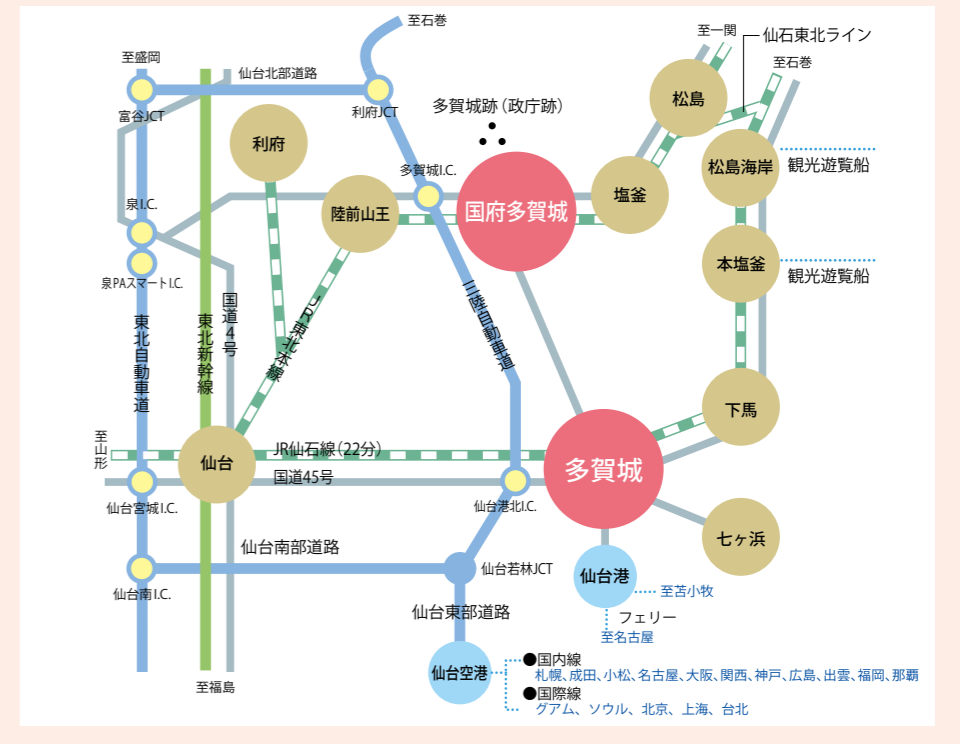 至石巻
至一関
仙石東北ライン
至盛岡
至石巻
仙台北部道路
富谷JCT
利府JCT
多賀城跡（政庁跡）
松島
利府
松島海岸
観光遊覧船
多賀城I.C.
陸前山王
国府多賀城
塩釜
泉I.C.
泉PAスマートI.C.
本塩釜
観光遊覧船
国道4号
東北自動車道
東北新幹線
JR東北本線
三陸自動車道
下馬
至山形
仙台
JR仙石線（22分）
国道45号
多賀城
仙台宮城I.C.
仙台港北I.C.
七ヶ浜
仙台南部道路
仙台若林JCT
仙台港
仙台南I.C.
至苫小牧
仙台東部道路
フェリー
至名古屋
仙台空港
至福島
●国内線
札幌、成田、小松、名古屋、大阪、関西、神戸、広島、出雲、福岡、那覇
●国際線
グアム、ソウル、北京、上海、台北